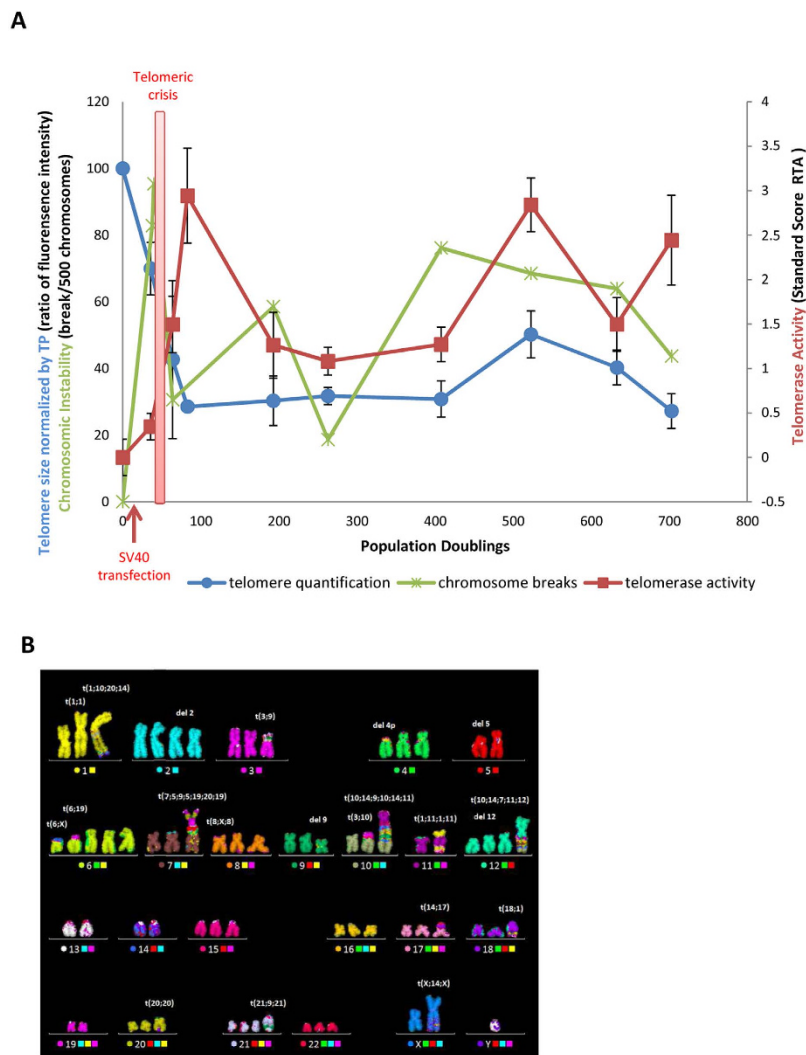 A
Telomeric
crisis
Telomere size normalized by TP (ratio of fluorensence intensity)
Chromosomic Instability (break/500 chromosomes)
120
100
80
60
40
20
0
4
3.5
3
2.5
2
1.5
1
0.5
0
-0.5
Telomerase Activity (Standard Score RTA )
0
100
200
300
400
500
600
700
800
SV40
transfection
Population Doublings
telomere quantification
chromosome breaks
telomerase activity
B
t(1;10;20;14)
t(1;1)
del 2
t(3;9)
del 4p
del 5
1
2
3
4
5
t(6;19)
t(6;X)
t(7;5;9;5;19;20;19)
t(8;X;8)
del 9
t(10;14;9;10;14;11)
t(3;10)
t(1;11;1;11)
t(10;14;7;11;12)
del 12
6
7
8
9
10
11
12
t(14;17)
t(18;1)
13
14
15
16
17
18
t(20;20)
t(21;9;21)
t(X;14;X)
19
20
21
22
X
Y